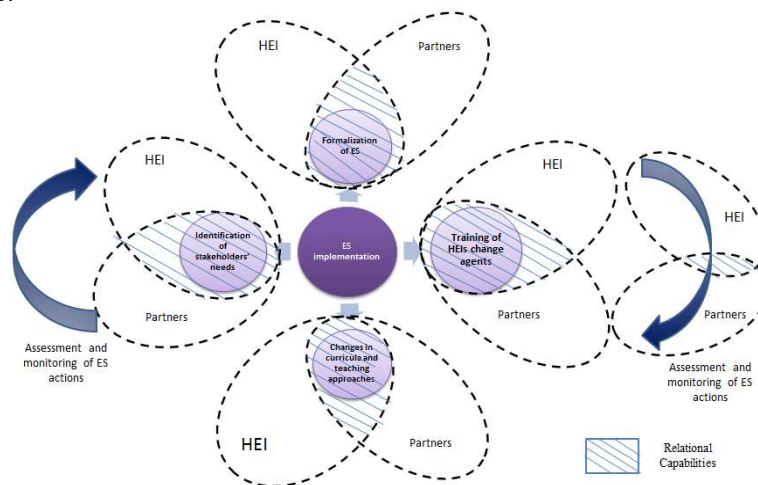 HEI
Partners
Formalization
of ES
HEI
Identification
of
stakeholders'
needs
Partners
ES
implementation
HEI
Training of
HEIs change
agents
Partners
HEI
Partners
Assessment and
monitoring of ES
actions
Assessment and
monitoring of ES
actions
Changes in
curricula and
teaching
approaches
HEI
Partners
Relational
Capabilities